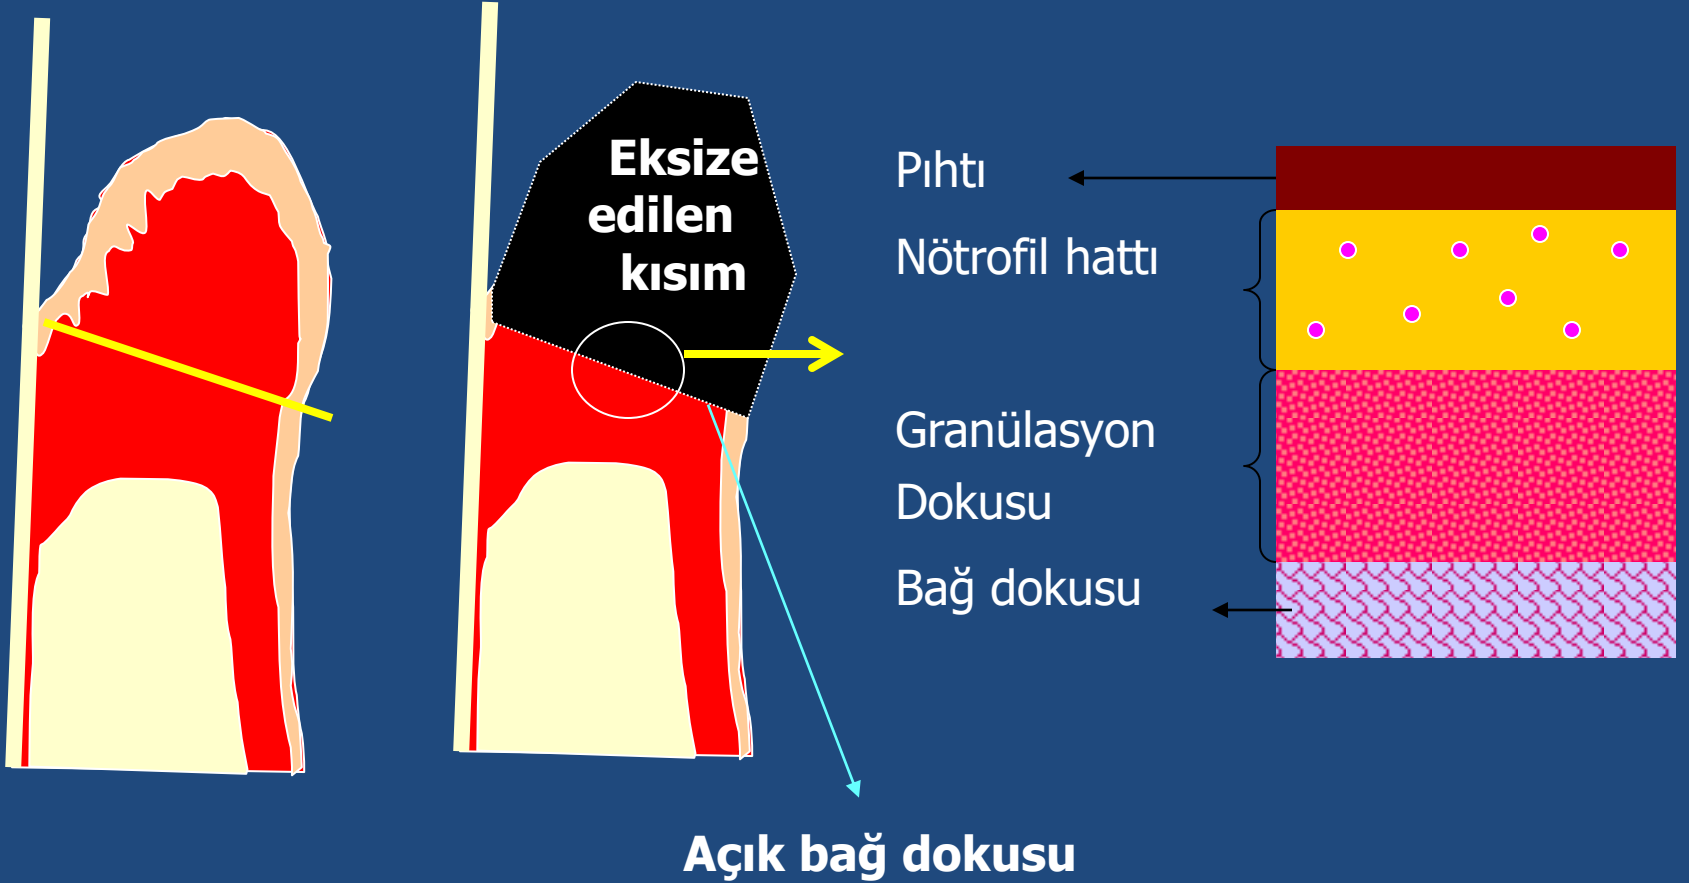 Eksize
edilen
kısım
Pıhtı
Nötrofil hattı
Granülasyon
Dokusu
Bağ dokusu
Açık bağ dokusu